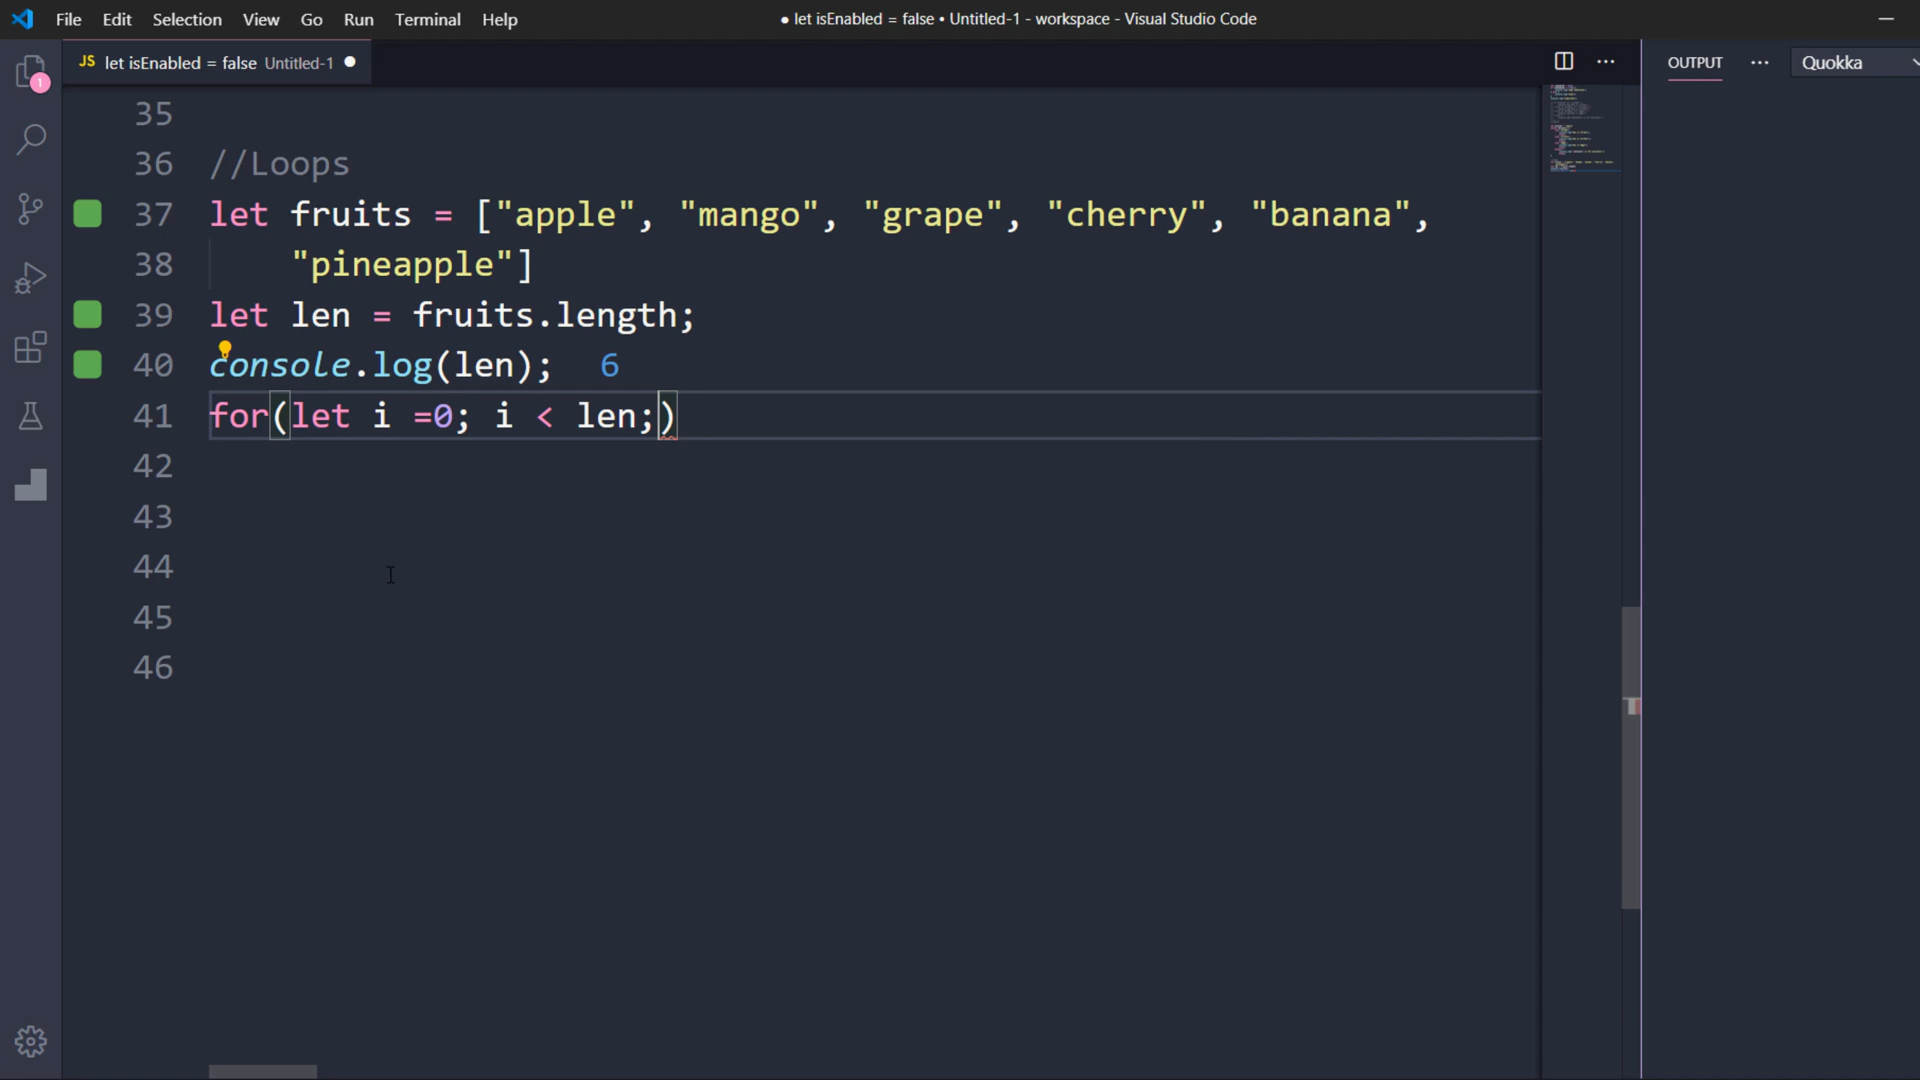 File Edit Selection View Go Run Terminal Help
● let isEnabled = false • Untitled-1 - workspace - Visual Studio Code
JS let isEnabled = false Untitled-1
OUTPUT
Quokka
1
35
36 //Loops
37 let fruits = ["apple", "mango", "grape", "cherry", "banana",
38 "pineapple"]
39 let len = fruits.length;
40 console.log(len); 6
41 for(let i =0; i < len;)
42
43
44
45
46